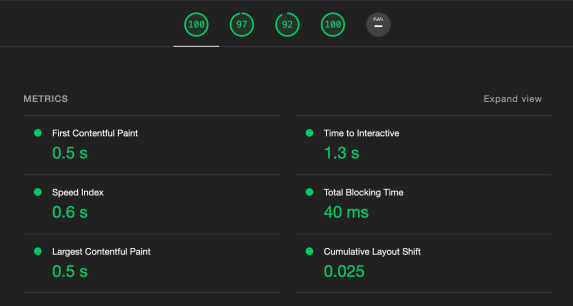 100 97 92 100 PWA
METRICS Expand view
First Contentful Paint Time to Interactive
0.5 s 1.3 s
Speed Index Total Blocking Time
0.6 s 40 ms
Largest Contentful Paint Cumulative Layout Shift
0.5 s 0.025